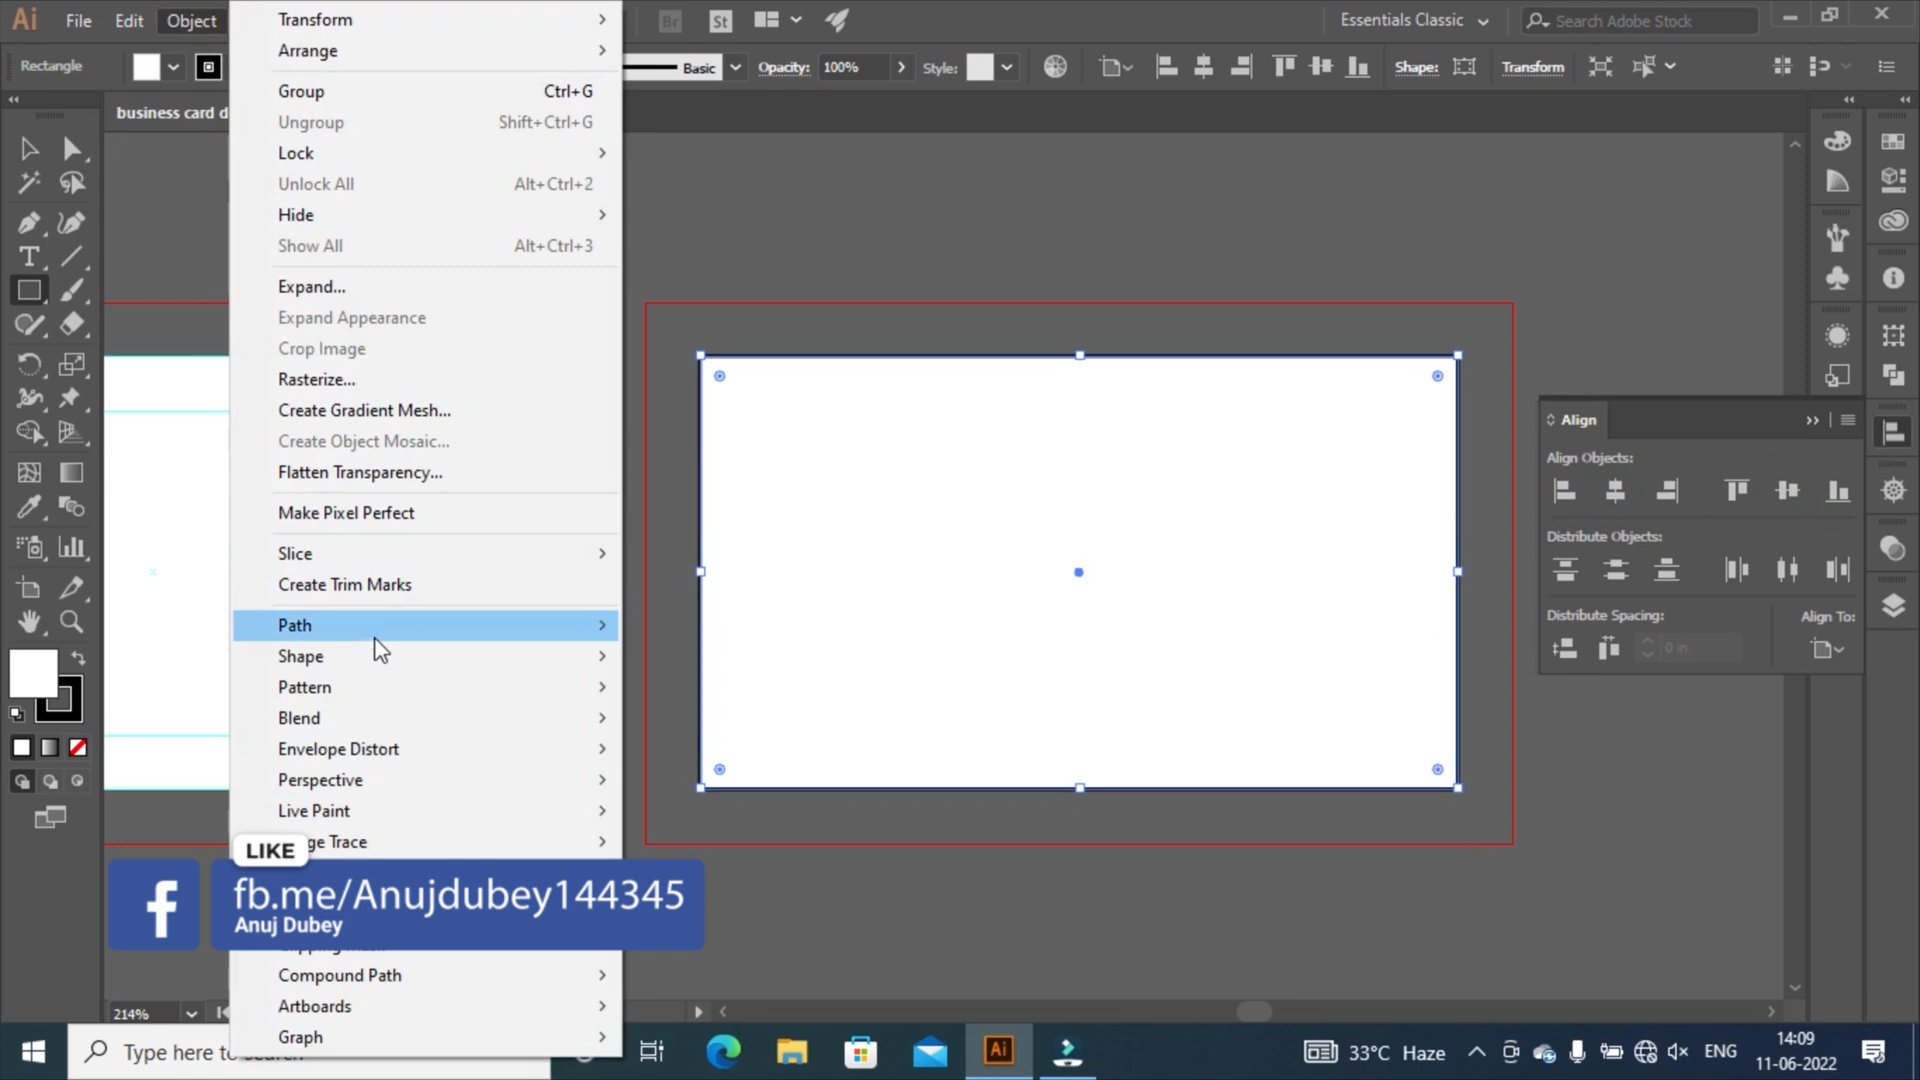 Ai File Edit Object
Br St
Essentials Classic
Search Adobe Stock
Rectangle
Basic
Opacity: 100%
Style:
Shape:
Transform
business card d
Transform
Arrange
Group Ctrl+G
Ungroup Shift+Ctrl+G
Lock
Unlock All Alt+Ctrl+2
Hide
Show All Alt+Ctrl+3
Expand...
Expand Appearance
Crop Image
Rasterize...
Create Gradient Mesh...
Create Object Mosaic...
Flatten Transparency...
Make Pixel Perfect
Slice
Create Trim Marks
Path
Shape
Pattern
Blend
Envelope Distort
Perspective
Live Paint
Trace
LIKE
f
fb.me/Anujdubey144345
Anuj Dubey
Compound Path
Artboards
Graph
Align
Align Objects:
Distribute Objects:
Distribute Spacing:
Align To:
0 in
214%
Type here to search
Ai
33°C Haze
ENG
14:09
11-06-2022